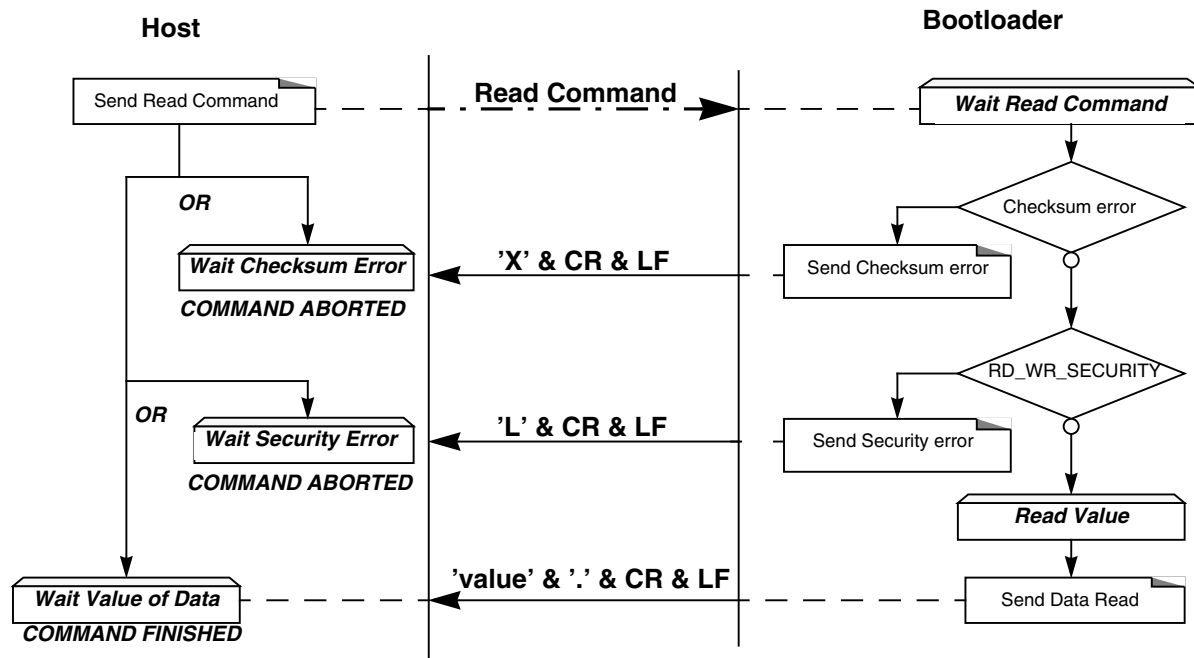 Host
Bootloader
Send Read Command
Read Command
Wait Read Command
Checksum error
OR
Wait Checksum Error
'X' & CR & LF
Send Checksum error
COMMAND ABORTED
RD_WR_SECURITY
OR
Wait Security Error
'L' & CR & LF
Send Security error
COMMAND ABORTED
Read Value
'value' & '.' & CR & LF
Wait Value of Data
Send Data Read
COMMAND FINISHED